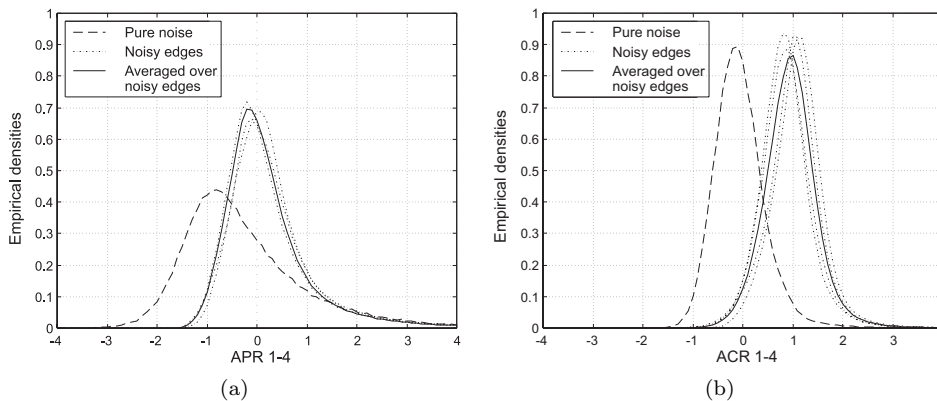 1
0.9
0.8
0.7
0.6
0.5
0.4
0.3
0.2
0.1
0
Empirical densities
Pure noise
Noisy edges
Averaged over
noisy edges
-4 -3 -2 -1 0 1 2 3 4
APR 1-4
(a)
1
0.9
0.8
0.7
0.6
0.5
0.4
0.3
0.2
0.1
0
Empirical densities
Pure noise
Noisy edges
Averaged over
noisy edges
-4 -3 -2 -1 0 1 2 3
ACR 1-4
(b)